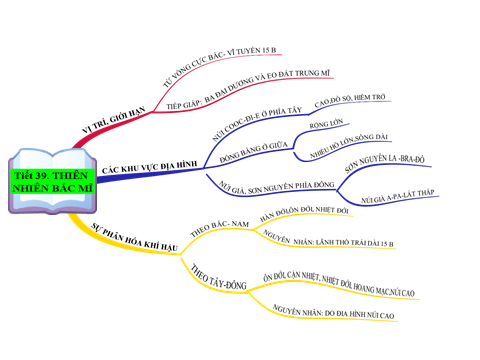 Tiết 39. THIÊN
NHIÊN BẮC MĨ
VỊ TRÍ, GIỚI HẠN
TỪ VÒNG CỰC BẮC- VĨ TUYẾN 15 B
TIẾP GIÁP: BA ĐẠI DƯƠNG VÀ EO ĐẤT TRUNG MĨ
CÁC KHU VỰC ĐỊA HÌNH
NÚI COOC-ĐI-E Ở PHÍA TÂY
CAO,ĐỒ SỘ, HIỂM TRỞ
ĐỒNG BẰNG Ở GIỮA
RỘNG LỚN
NHIỀU HỒ LỚN,SÔNG DÀI
NÚI GIÀ, SƠN NGUYÊN PHÍA ĐÔNG
SƠN NGUYÊN LA -BRA-ĐÔ
NÚI GIÀ A-PA-LÁT THẤP
SỰ PHÂN HÓA KHÍ HẬU
THEO BẮC- NAM
HÀN ĐỚI,ÔN ĐỚI, NHIỆT ĐỚI
NGUYÊN NHÂN: LÃNH THỔ TRẢI DÀI 15 B
THEO TÂY-ĐÔNG
ÔN ĐỚI, CẬN NHIỆT, NHIỆT ĐỚI, HOANG MẠC,NÚI CAO
NGUYÊN NHÂN: DO ĐỊA HÌNH NÚI CAO